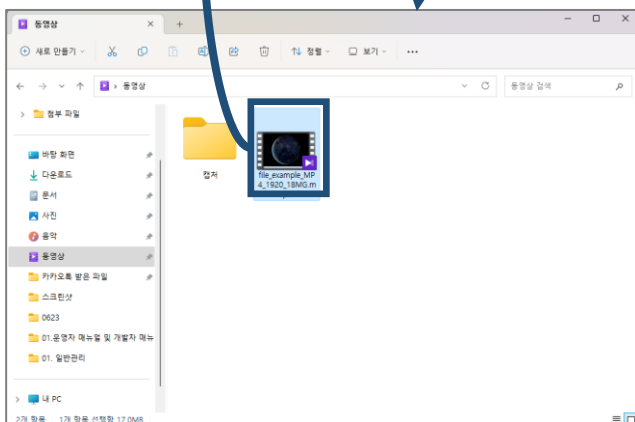 동영상
새로 만들기
정렬
보기
동영상
동영상 검색
첨부 파일
바탕 화면
다운로드
문서
사진
음악
동영상
카카오톡 받은 파일
스크린샷
0623
01.운영자 매뉴얼 및 개발자 매뉴
01. 일반관리
내 PC
캡처
file_example_MP
4_1920_18MG.m
2개 항목 1개 항목 선택함 17.0MB